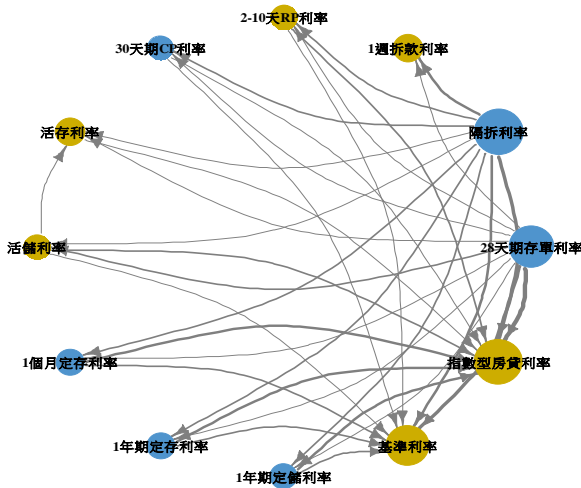 2-10天RP利率
30天期CP利率
1週拆款利率
活存利率
隔拆利率
活儲利率
28天期存單利率
1個月定存利率
指數型房貸利率
1年期定存利率
基準利率
1年期定儲利率